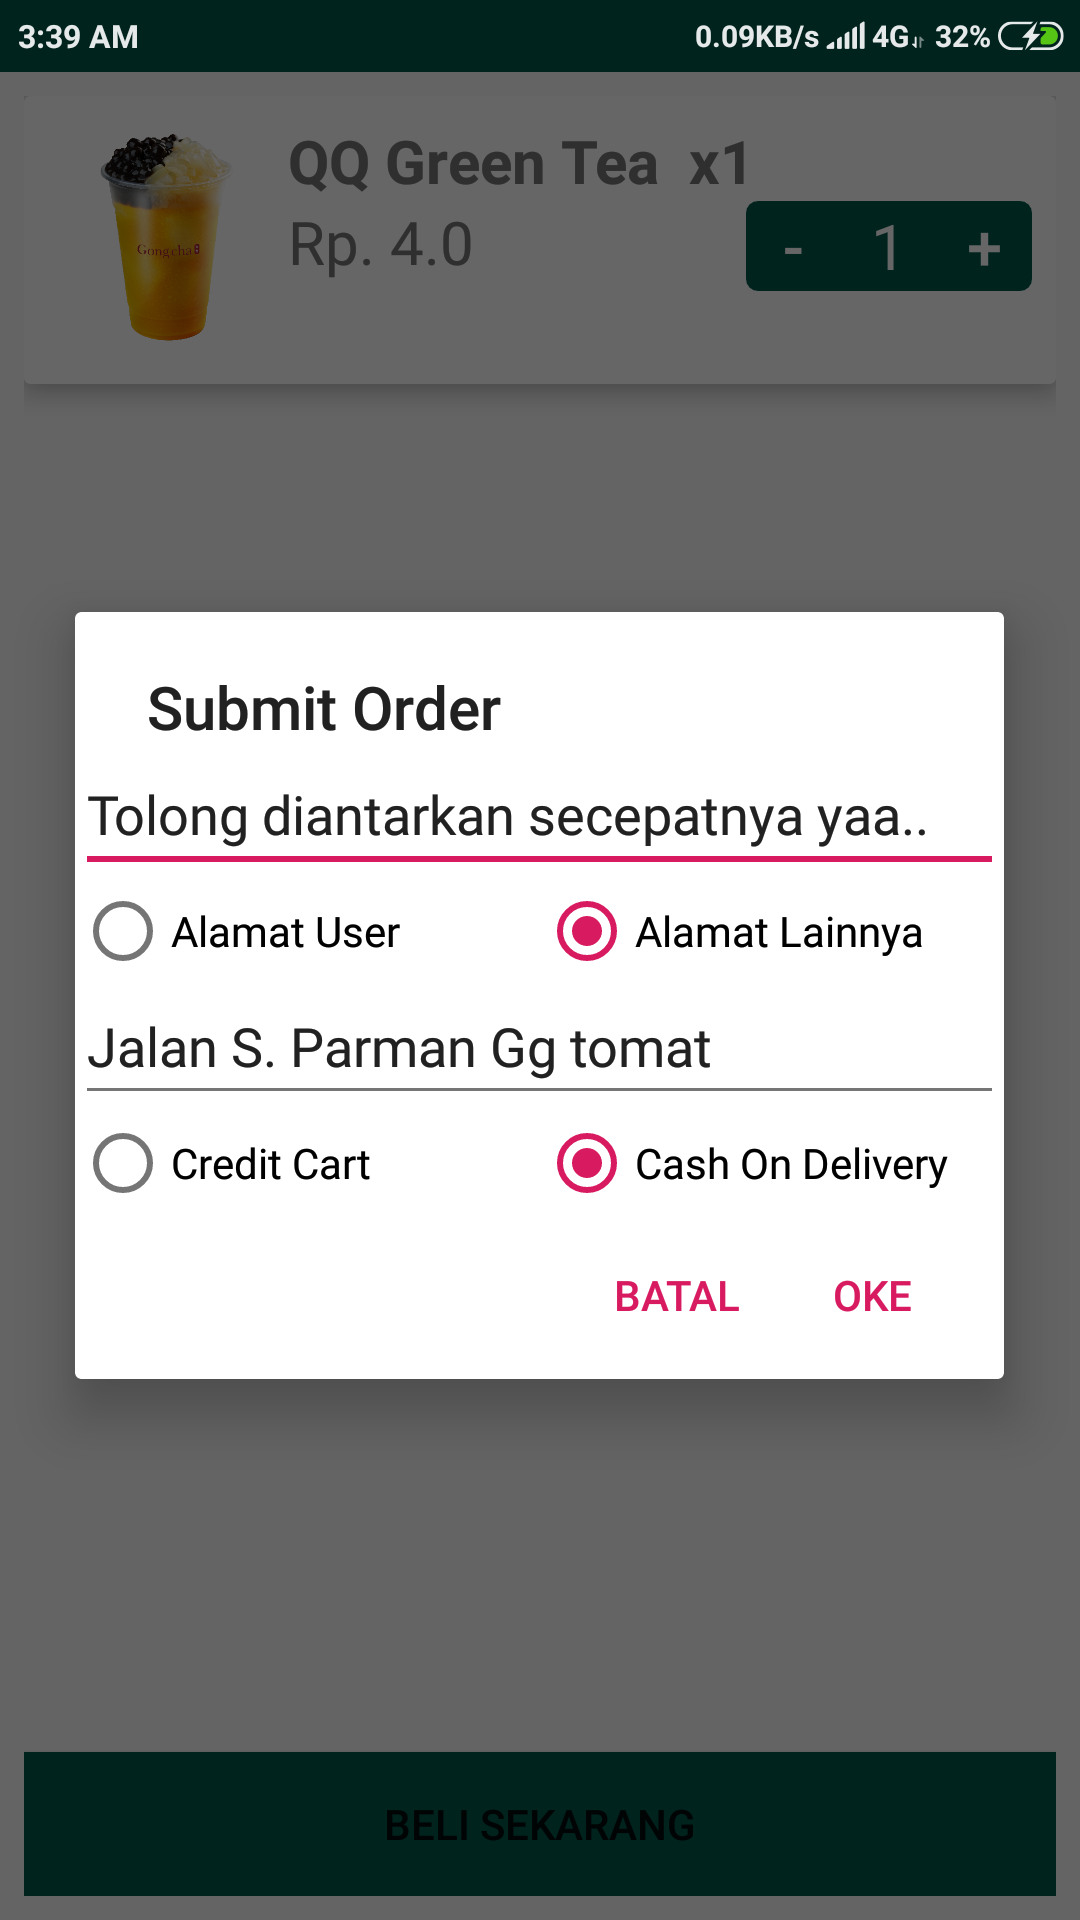 3:39 AM 0.09KB/s 4G 32%
QQ Green Tea x1
Rp. 4.0
- 1 +
Gong cha
Submit Order
Tolong diantarkan secepatnya yaa..
Alamat User Alamat Lainnya
Jalan S. Parman Gg tomat
Credit Cart Cash On Delivery
BATAL OKE
BELI SEKARANG